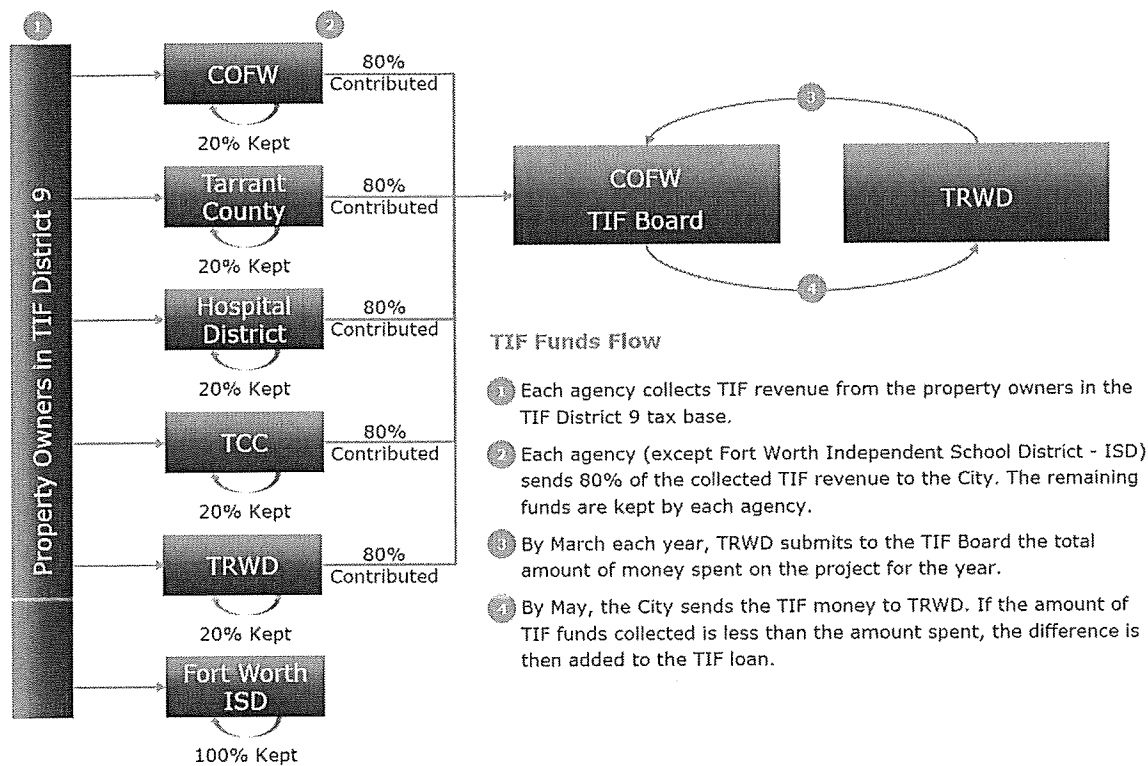 1
2
Property Owners in TIF District 9
COFW
80%
Contributed
20% Kept
Tarrant
County
80%
Contributed
20% Kept
Hospital
District
80%
Contributed
20% Kept
TCC
80%
Contributed
20% Kept
TRWD
80%
Contributed
20% Kept
Fort Worth
ISD
100% Kept
3
COFW
TIF Board
TRWD
4
TIF Funds Flow
1 Each agency collects TIF revenue from the property owners in the
TIF District 9 tax base.
2 Each agency (except Fort Worth Independent School District - ISD)
sends 80% of the collected TIF revenue to the City. The remaining
funds are kept by each agency.
3 By March each year, TRWD submits to the TIF Board the total
amount of money spent on the project for the year.
4 By May, the City sends the TIF money to TRWD. If the amount of
TIF funds collected is less than the amount spent, the difference is
then added to the TIF loan.